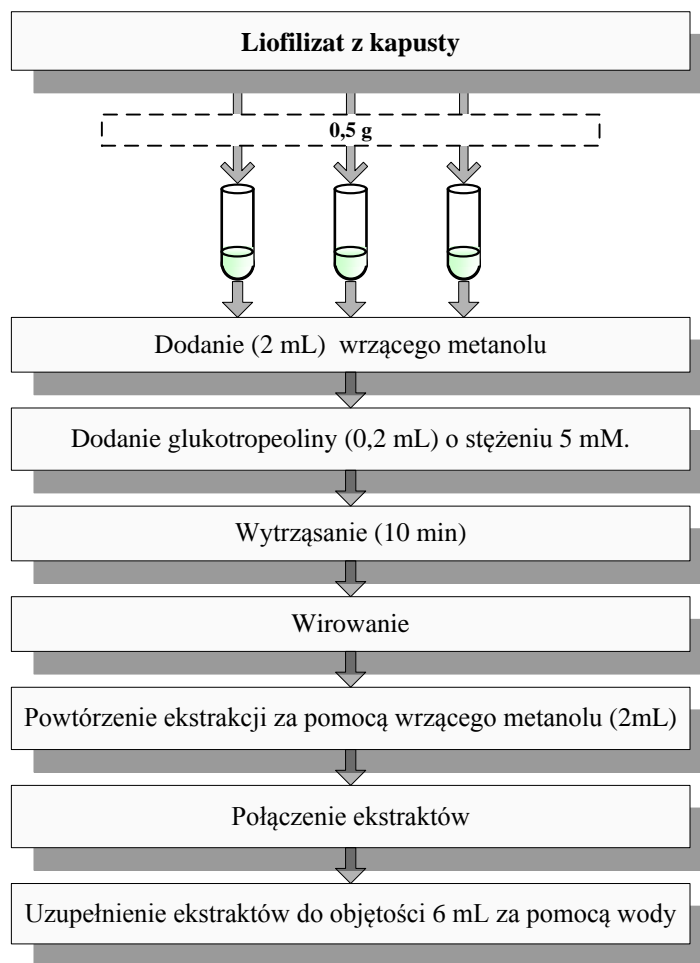 Liofilizat z kapusty
0,5 g
Dodanie (2 mL) wrzącego metanolu
Dodanie glukotropeoliny (0,2 mL) o stężeniu 5 mM.
Wytrząsanie (10 min)
Wirowanie
Powtórzenie ekstrakcji za pomocą wrzącego metanolu (2mL)
Połączenie ekstraktów
Uzupełnienie ekstraktów do objętości 6 mL za pomocą wody